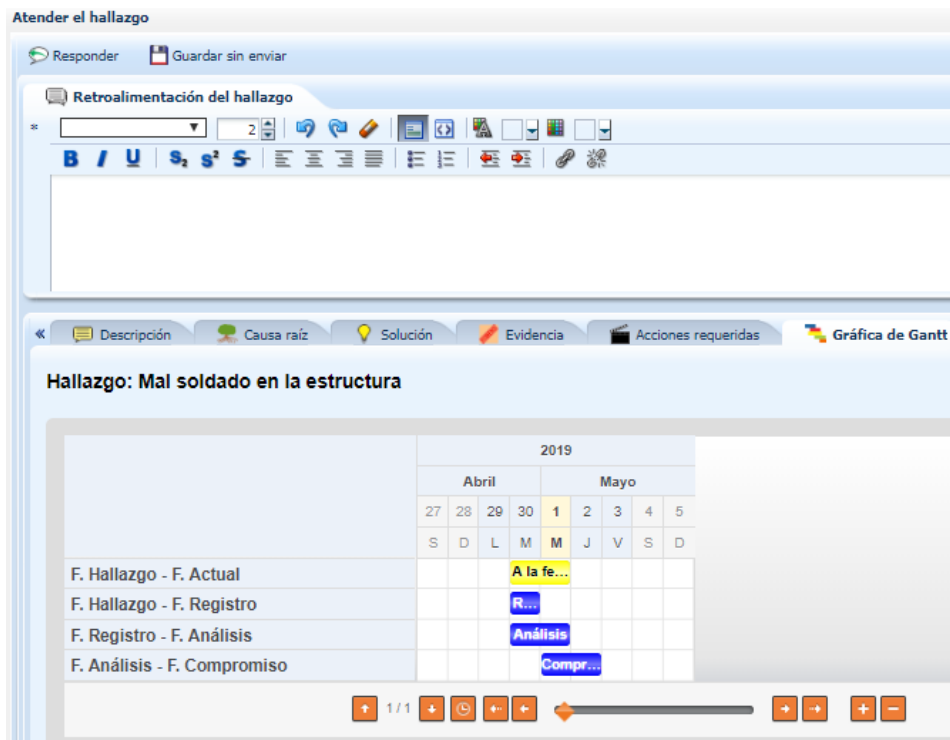 Atender el hallazgo
Responder Guardar sin enviar
Retroalimentación del hallazgo
* 2
B I U S₂ S² S
« Descripción Causa raíz Solución Evidencia Acciones requeridas Gráfica de Gantt
Hallazgo: Mal soldado en la estructura
2019
Abril Mayo
27 28 29 30 1 2 3 4 5
S D L M M J V S D
F. Hallazgo - F. Actual A la fe...
F. Hallazgo - F. Registro R...
F. Registro - F. Análisis Análisis
F. Análisis - F. Compromiso Compr...
1/1